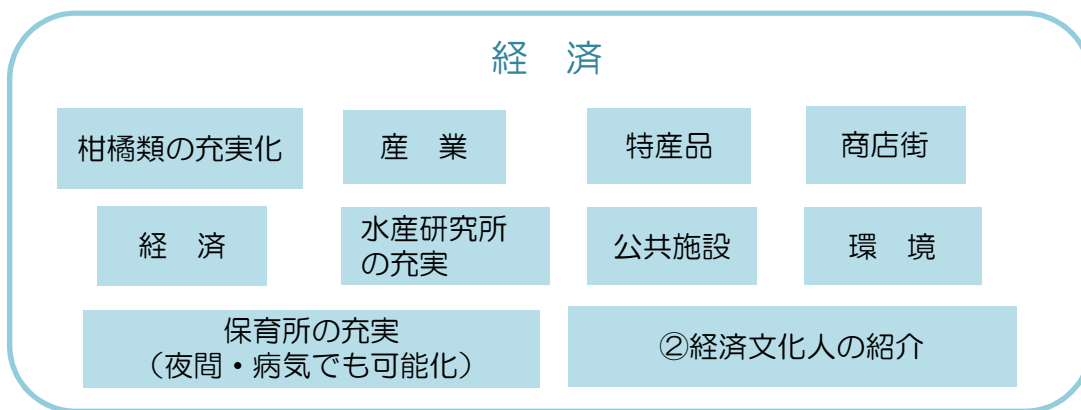 経　済
柑橘類の充実化
産　業
特産品
商店街
経　済
水産研究所
の充実
公共施設
環　境
保育所の充実
（夜間・病気でも可能化）
②経済文化人の紹介